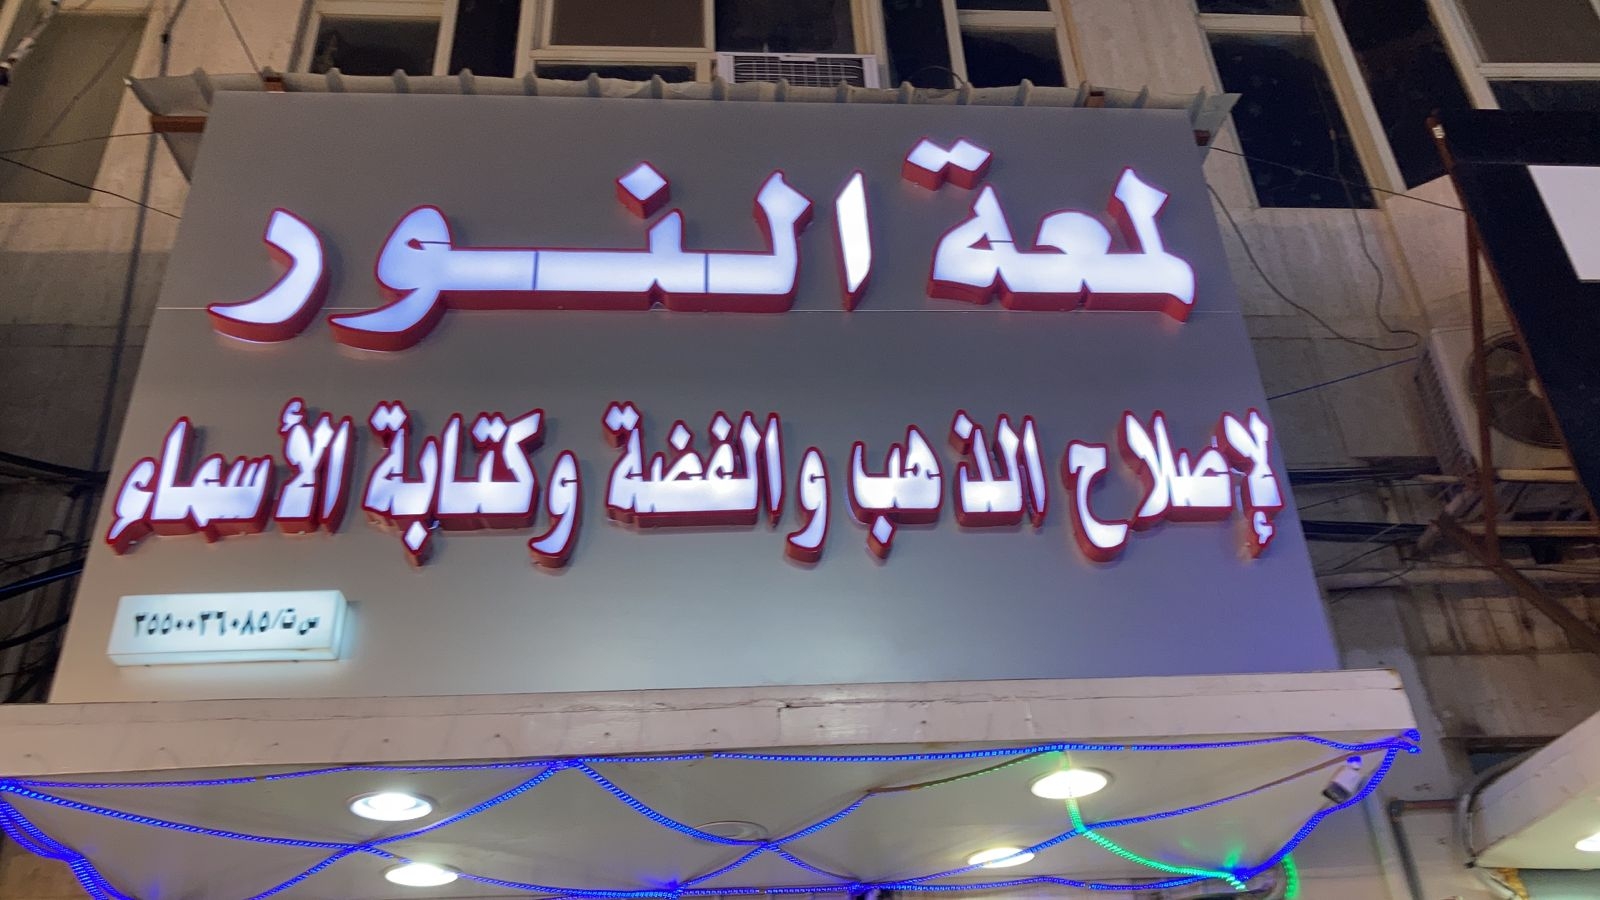 لمعة النور
لإصلاح الذهب والفضة وكتابة الأسماء
س ت/٣٥٥٠٠٣٦٠٨٥